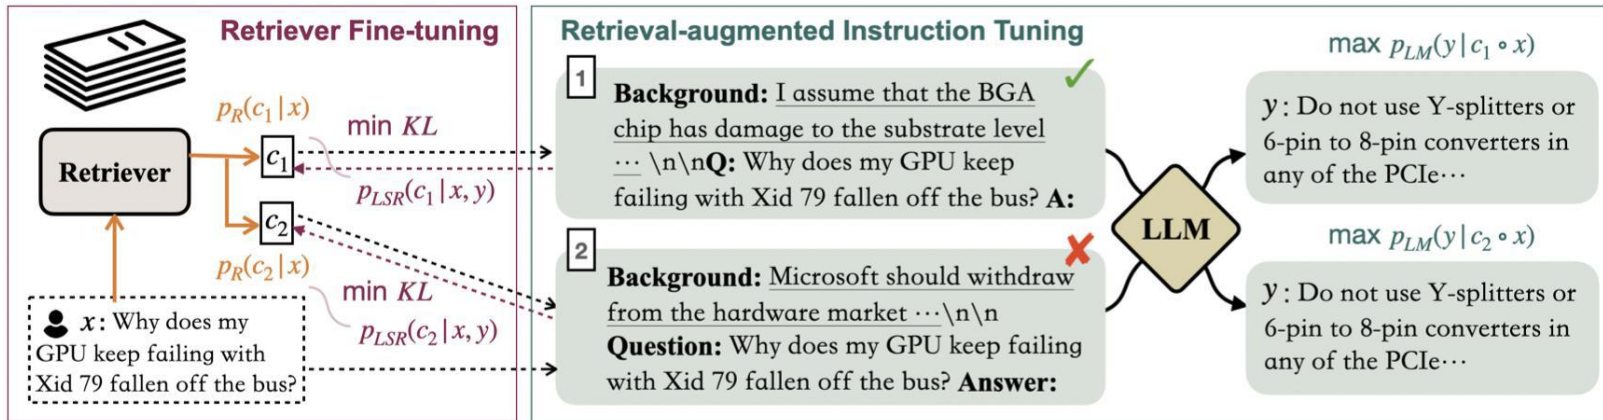 Retriever Fine-tuning
p_R(c_1|x)
min KL
Retriever
c_1
p_LSR(c_1|x, y)
c_2
p_R(c_2|x)
min KL
p_LSR(c_2|x, y)
x: Why does my
GPU keep failing with
Xid 79 fallen off the bus?
Retrieval-augmented Instruction Tuning
1
Background: I assume that the BGA
chip has damage to the substrate level
⋯ \n\nQ: Why does my GPU keep
failing with Xid 79 fallen off the bus? A:
2
Background: Microsoft should withdraw
from the hardware market ⋯\n\n
Question: Why does my GPU keep failing
with Xid 79 fallen off the bus? Answer:
LLM
max p_LM(y|c_1 ∘ x)
y: Do not use Y-splitters or
6-pin to 8-pin converters in
any of the PCIe⋯
max p_LM(y|c_2 ∘ x)
y: Do not use Y-splitters or
6-pin to 8-pin converters in
any of the PCIe⋯